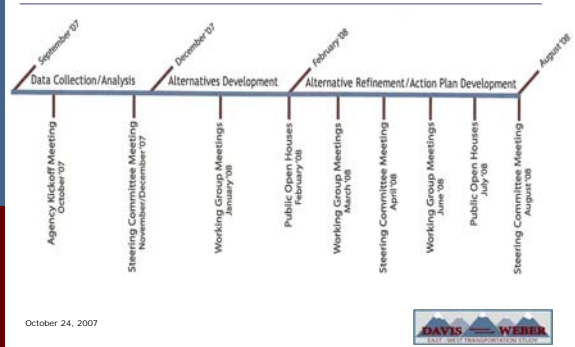 September'07
December'07
February'08
August'08
Data Collection/Analysis
Alternatives Development
Alternative Refinement/Action Plan Development
Agency Kickoff Meeting
October'07
Steering Committee Meeting
November/December'07
Working Group Meetings
January'08
Public Open Houses
February'08
Working Group Meetings
March'08
Steering Committee Meeting
April'08
Working Group Meetings
June'08
Public Open Houses
July'08
Steering Committee Meeting
August'08
October 24, 2007
DAVIS WEBER
EAST - WEST TRANSPORTATION STUDY